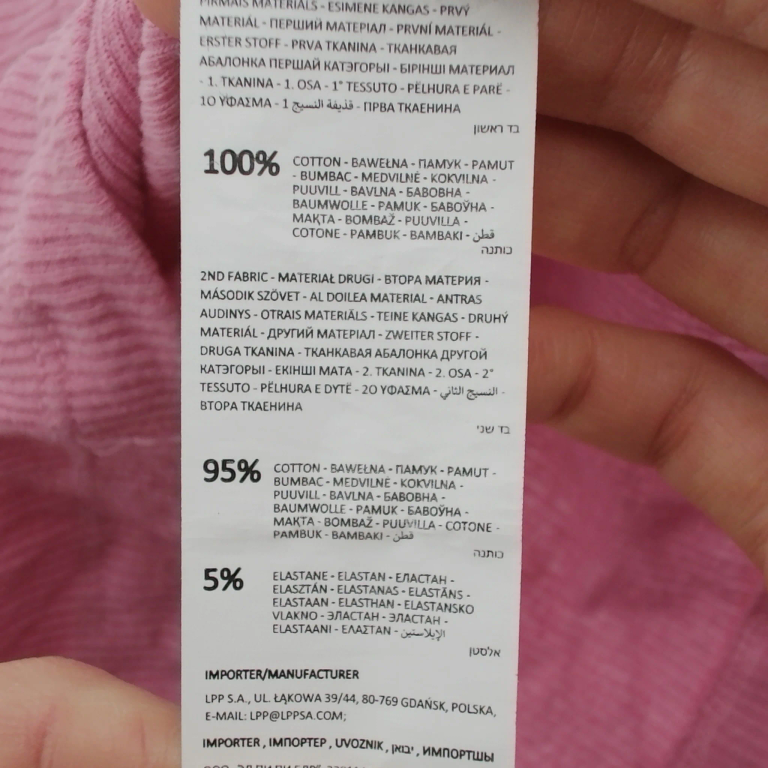 PIRMAIS MATERIĀLS - ESIMENE KANGAS - PRVÝ
MATERIÁL - ПЕРШИЙ МАТЕРІАЛ - PRVNÍ MATERIÁL -
ERSTER STOFF - PRVA TKANINA - ТКАНКАВАЯ
АБАЛОНКА ПЕРШАЙ КАТЭГОРЫІ - БІРІНШІ МАТЕРИАЛ
- 1. TKANINA - 1. OSA - 1° TESSUTO - PËLHURA E PARË -
1Ο ΥΦΑΣΜΑ - 1 قذيفة النسيج - ПРВА ТКАЕНИНА
בד ראשון
100% COTTON - BAWEŁNA - ПАМУК - PAMUT
- BUMBAC - MEDVILNĖ - KOKVILNA -
PUUVILL - BAVLNA - БАВОВНА -
BAUMWOLLE - PAMUK - БАВОЎНА -
МАҚТА - BOMBAŽ - PUUVILLA -
COTONE - PAMBUK - ΒΑΜΒΑΚΙ - قطن
כותנה
2ND FABRIC - MATERIAŁ DRUGI - ВТОРА МАТЕРИЯ -
MÁSODIK SZÖVET - AL DOILEA MATERIAL - ANTRAS
AUDINYS - OTRAIS MATERIĀLS - TEINE KANGAS - DRUHÝ
MATERIÁL - ДРУГИЙ МАТЕРІАЛ - ZWEITER STOFF -
DRUGA TKANINA - ТКАНКАВАЯ АБАЛОНКА ДРУГОЙ
КАТЭГОРЫІ - ЕКІНШІ МАТА - 2. TKANINA - 2. OSA - 2°
TESSUTO - PËLHURA E DYTË - 2Ο ΥΦΑΣΜΑ - النسيج الثاني -
ВТОРА ТКАЕНИНА
בד שני
95% COTTON - BAWEŁNA - ПАМУК - PAMUT -
BUMBAC - MEDVILNĖ - KOKVILNA -
PUUVILL - BAVLNA - БАВОВНА -
BAUMWOLLE - PAMUK - БАВОЎНА -
МАҚТА - BOMBAŽ - PUUVILLA - COTONE -
PAMBUK - ΒΑΜΒΑΚΙ - قطن
כותנה
5% ELASTANE - ELASTAN - ЕЛАСТАН -
ELASZTÁN - ELASTANAS - ELASTĀNS -
ELASTAAN - ELASTHAN - ELASTANSKO
VLAKNO - ЭЛАСТАН - ЭЛАСТАН -
ELASTAANI - ΕΛΑΣΤΑΝ - الإيلاستين
אלסטן
IMPORTER/MANUFACTURER
LPP S.A., UL. ŁĄKOWA 39/44, 80-769 GDAŃSK, POLSKA,
E-MAIL: LPP@LPPSA.COM;
IMPORTER , ІМПОРТЕР , UVOZNIK , יבואן , ИМПОРТШЫ